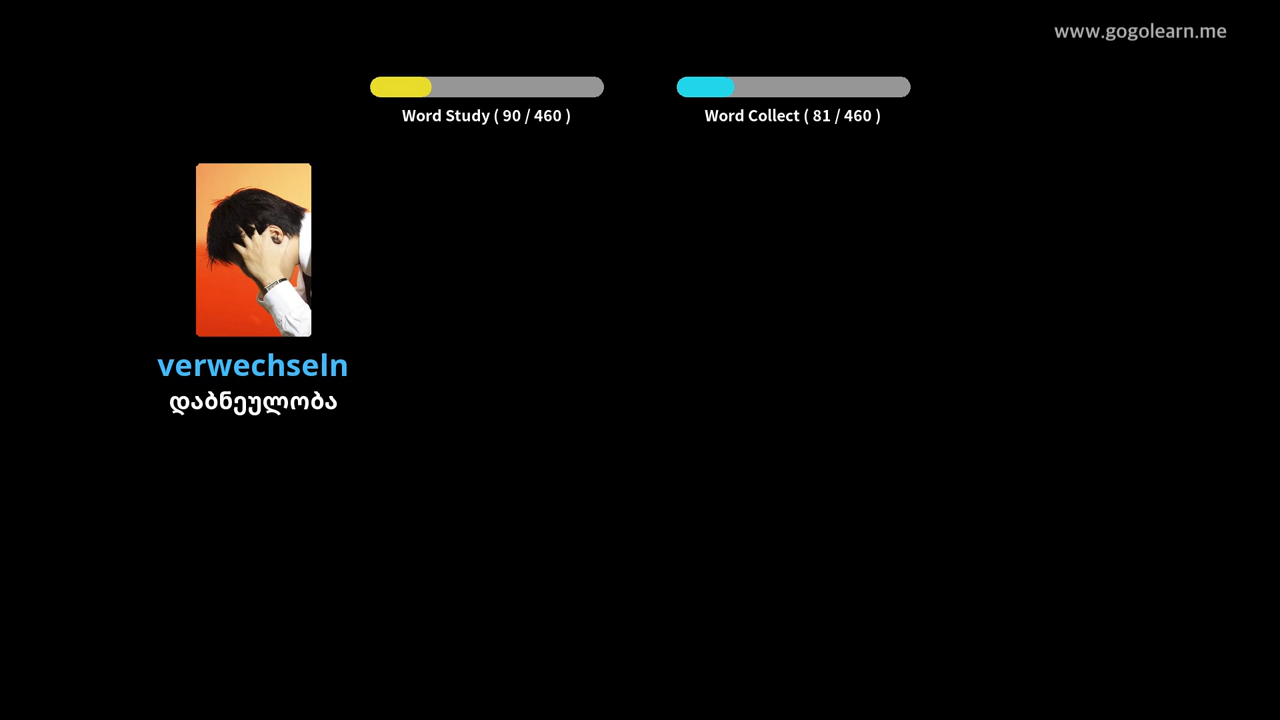 www.gogolearn.me
Word Study ( 90 / 460 )
Word Collect ( 81 / 460 )
verwechseln
დაბნეულობა